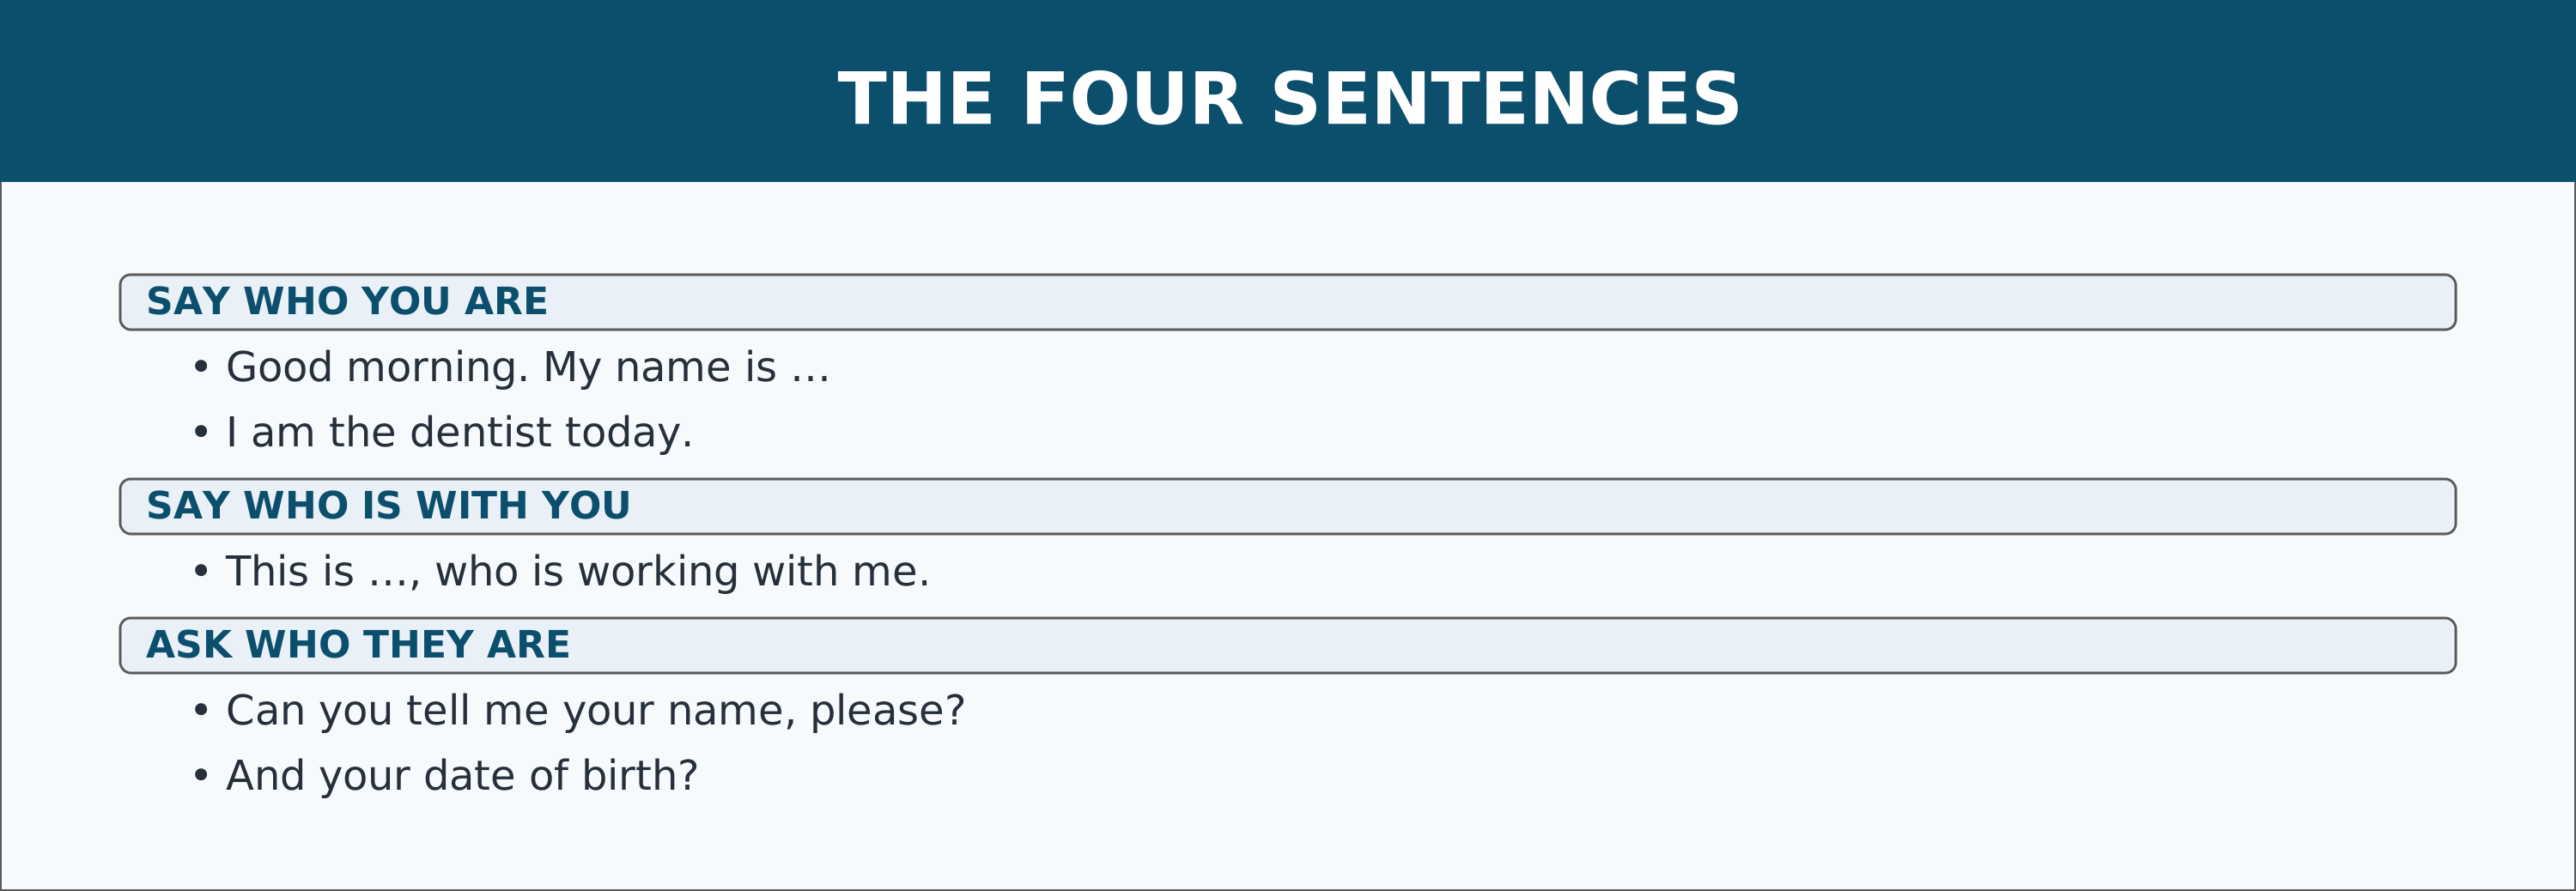 THE FOUR SENTENCES
SAY WHO YOU ARE
• Good morning. My name is …
• I am the dentist today.
SAY WHO IS WITH YOU
• This is …, who is working with me.
ASK WHO THEY ARE
• Can you tell me your name, please?
• And your date of birth?